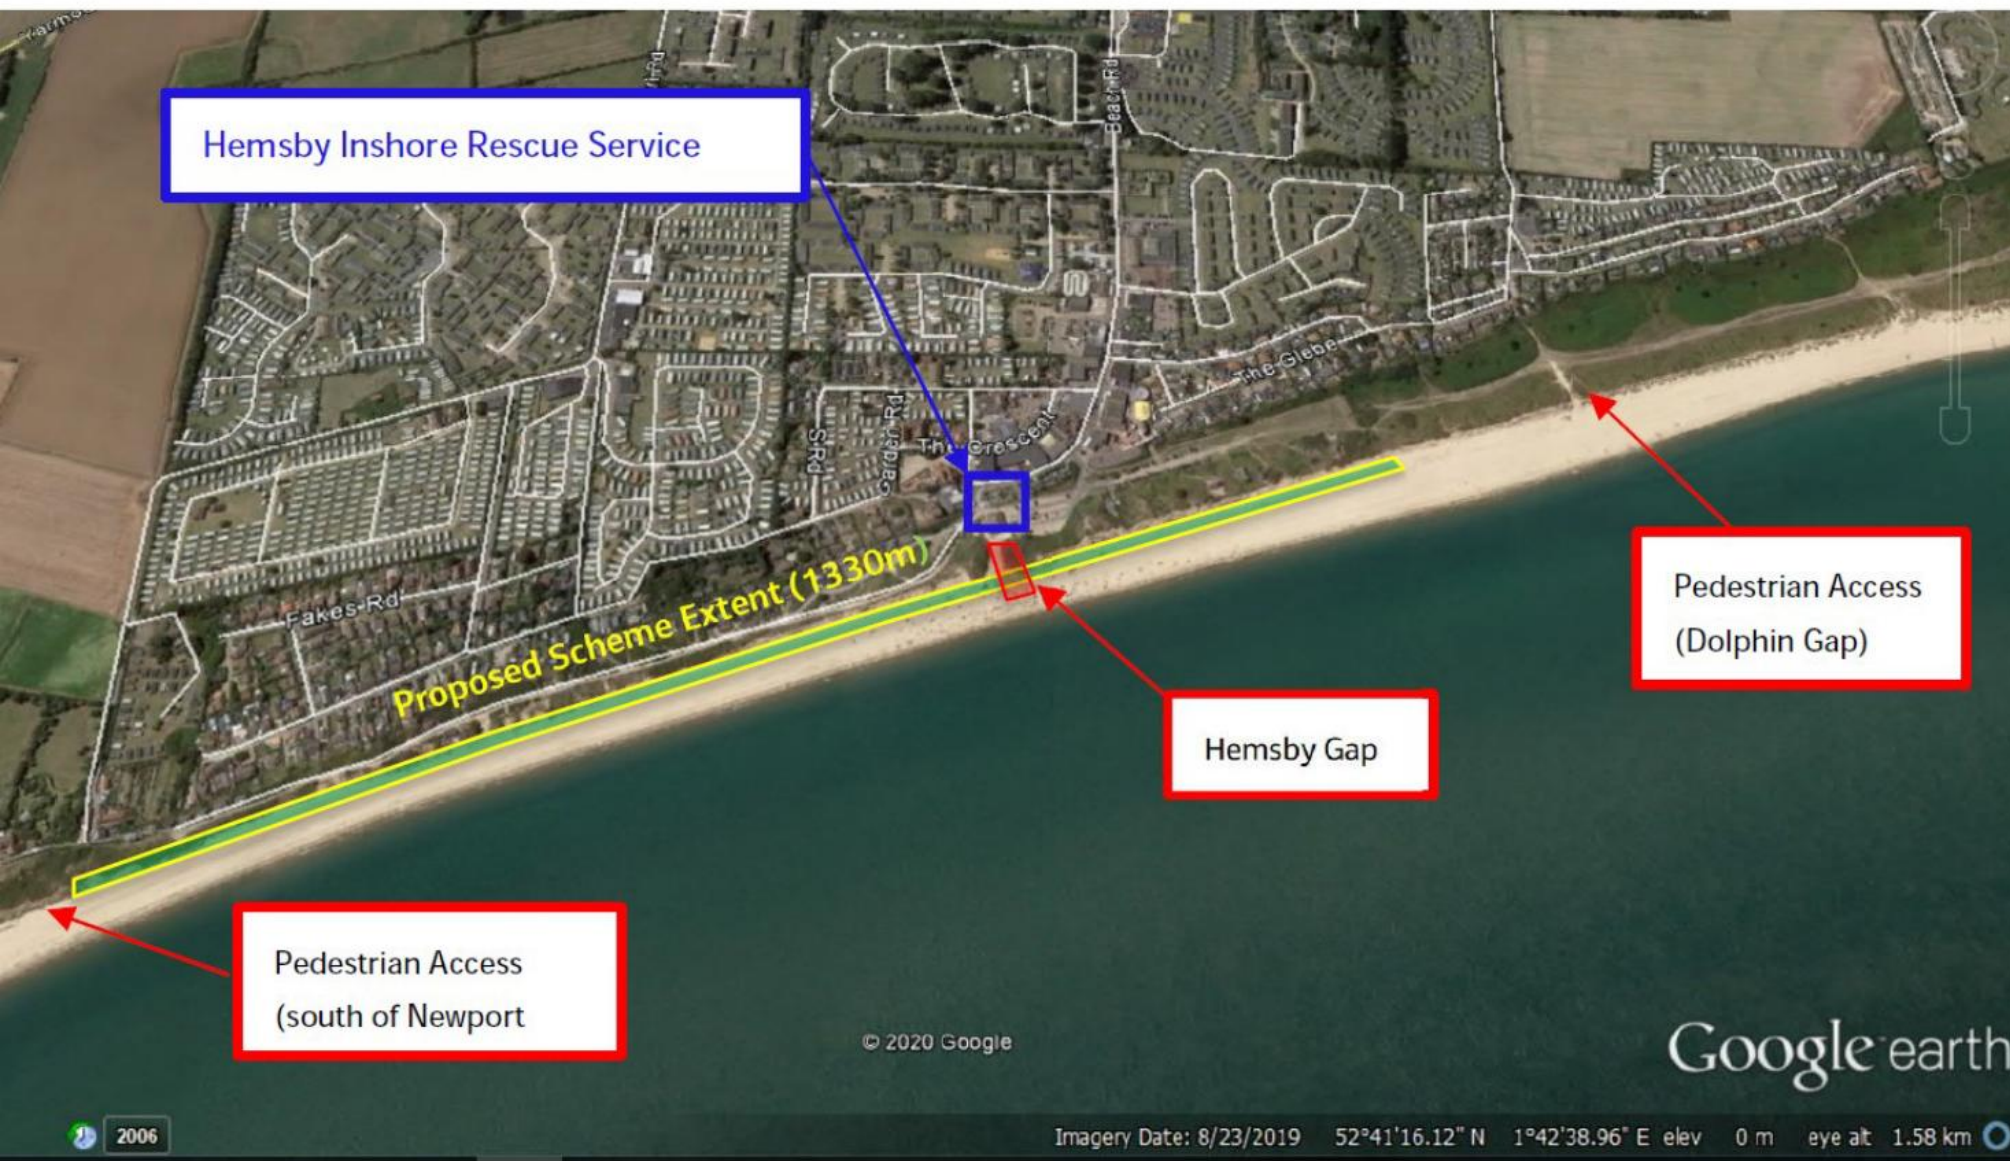 Beach Rd
Hemsby Inshore Rescue Service
The Glebe
S Rd
Garden Rd
The Crescent
Proposed Scheme Extent (1330m)
Fakes Rd
Pedestrian Access
(Dolphin Gap)
Hemsby Gap
Pedestrian Access
(south of Newport
© 2020 Google
Google earth
2006
Imagery Date: 8/23/2019 52°41'16.12" N 1°42'38.96" E elev 0 m eye alt 1.58 km